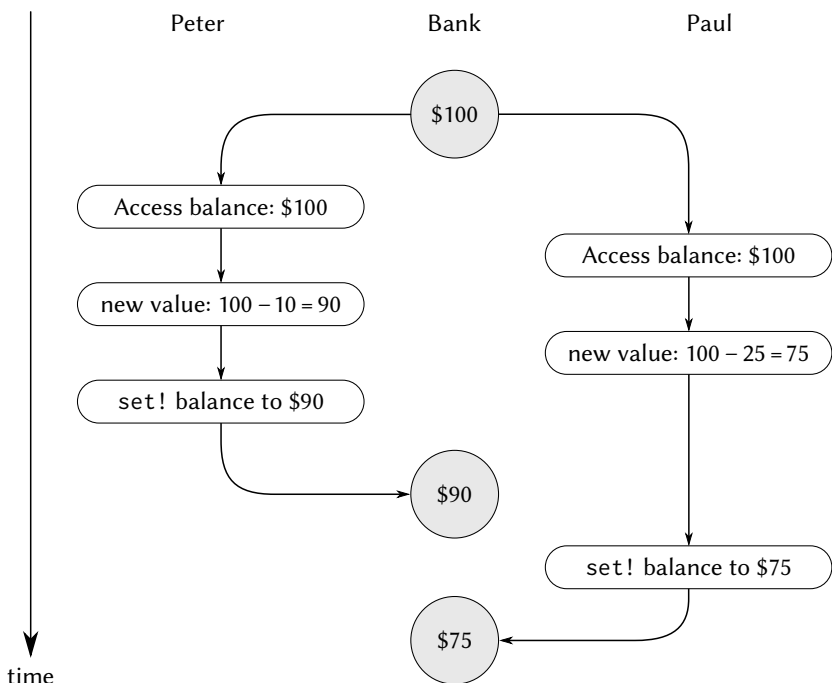 Peter Bank Paul
$100
Access balance: $100
Access balance: $100
new value: 100 – 10 = 90
new value: 100 – 25 = 75
set! balance to $90
$90
set! balance to $75
$75
time